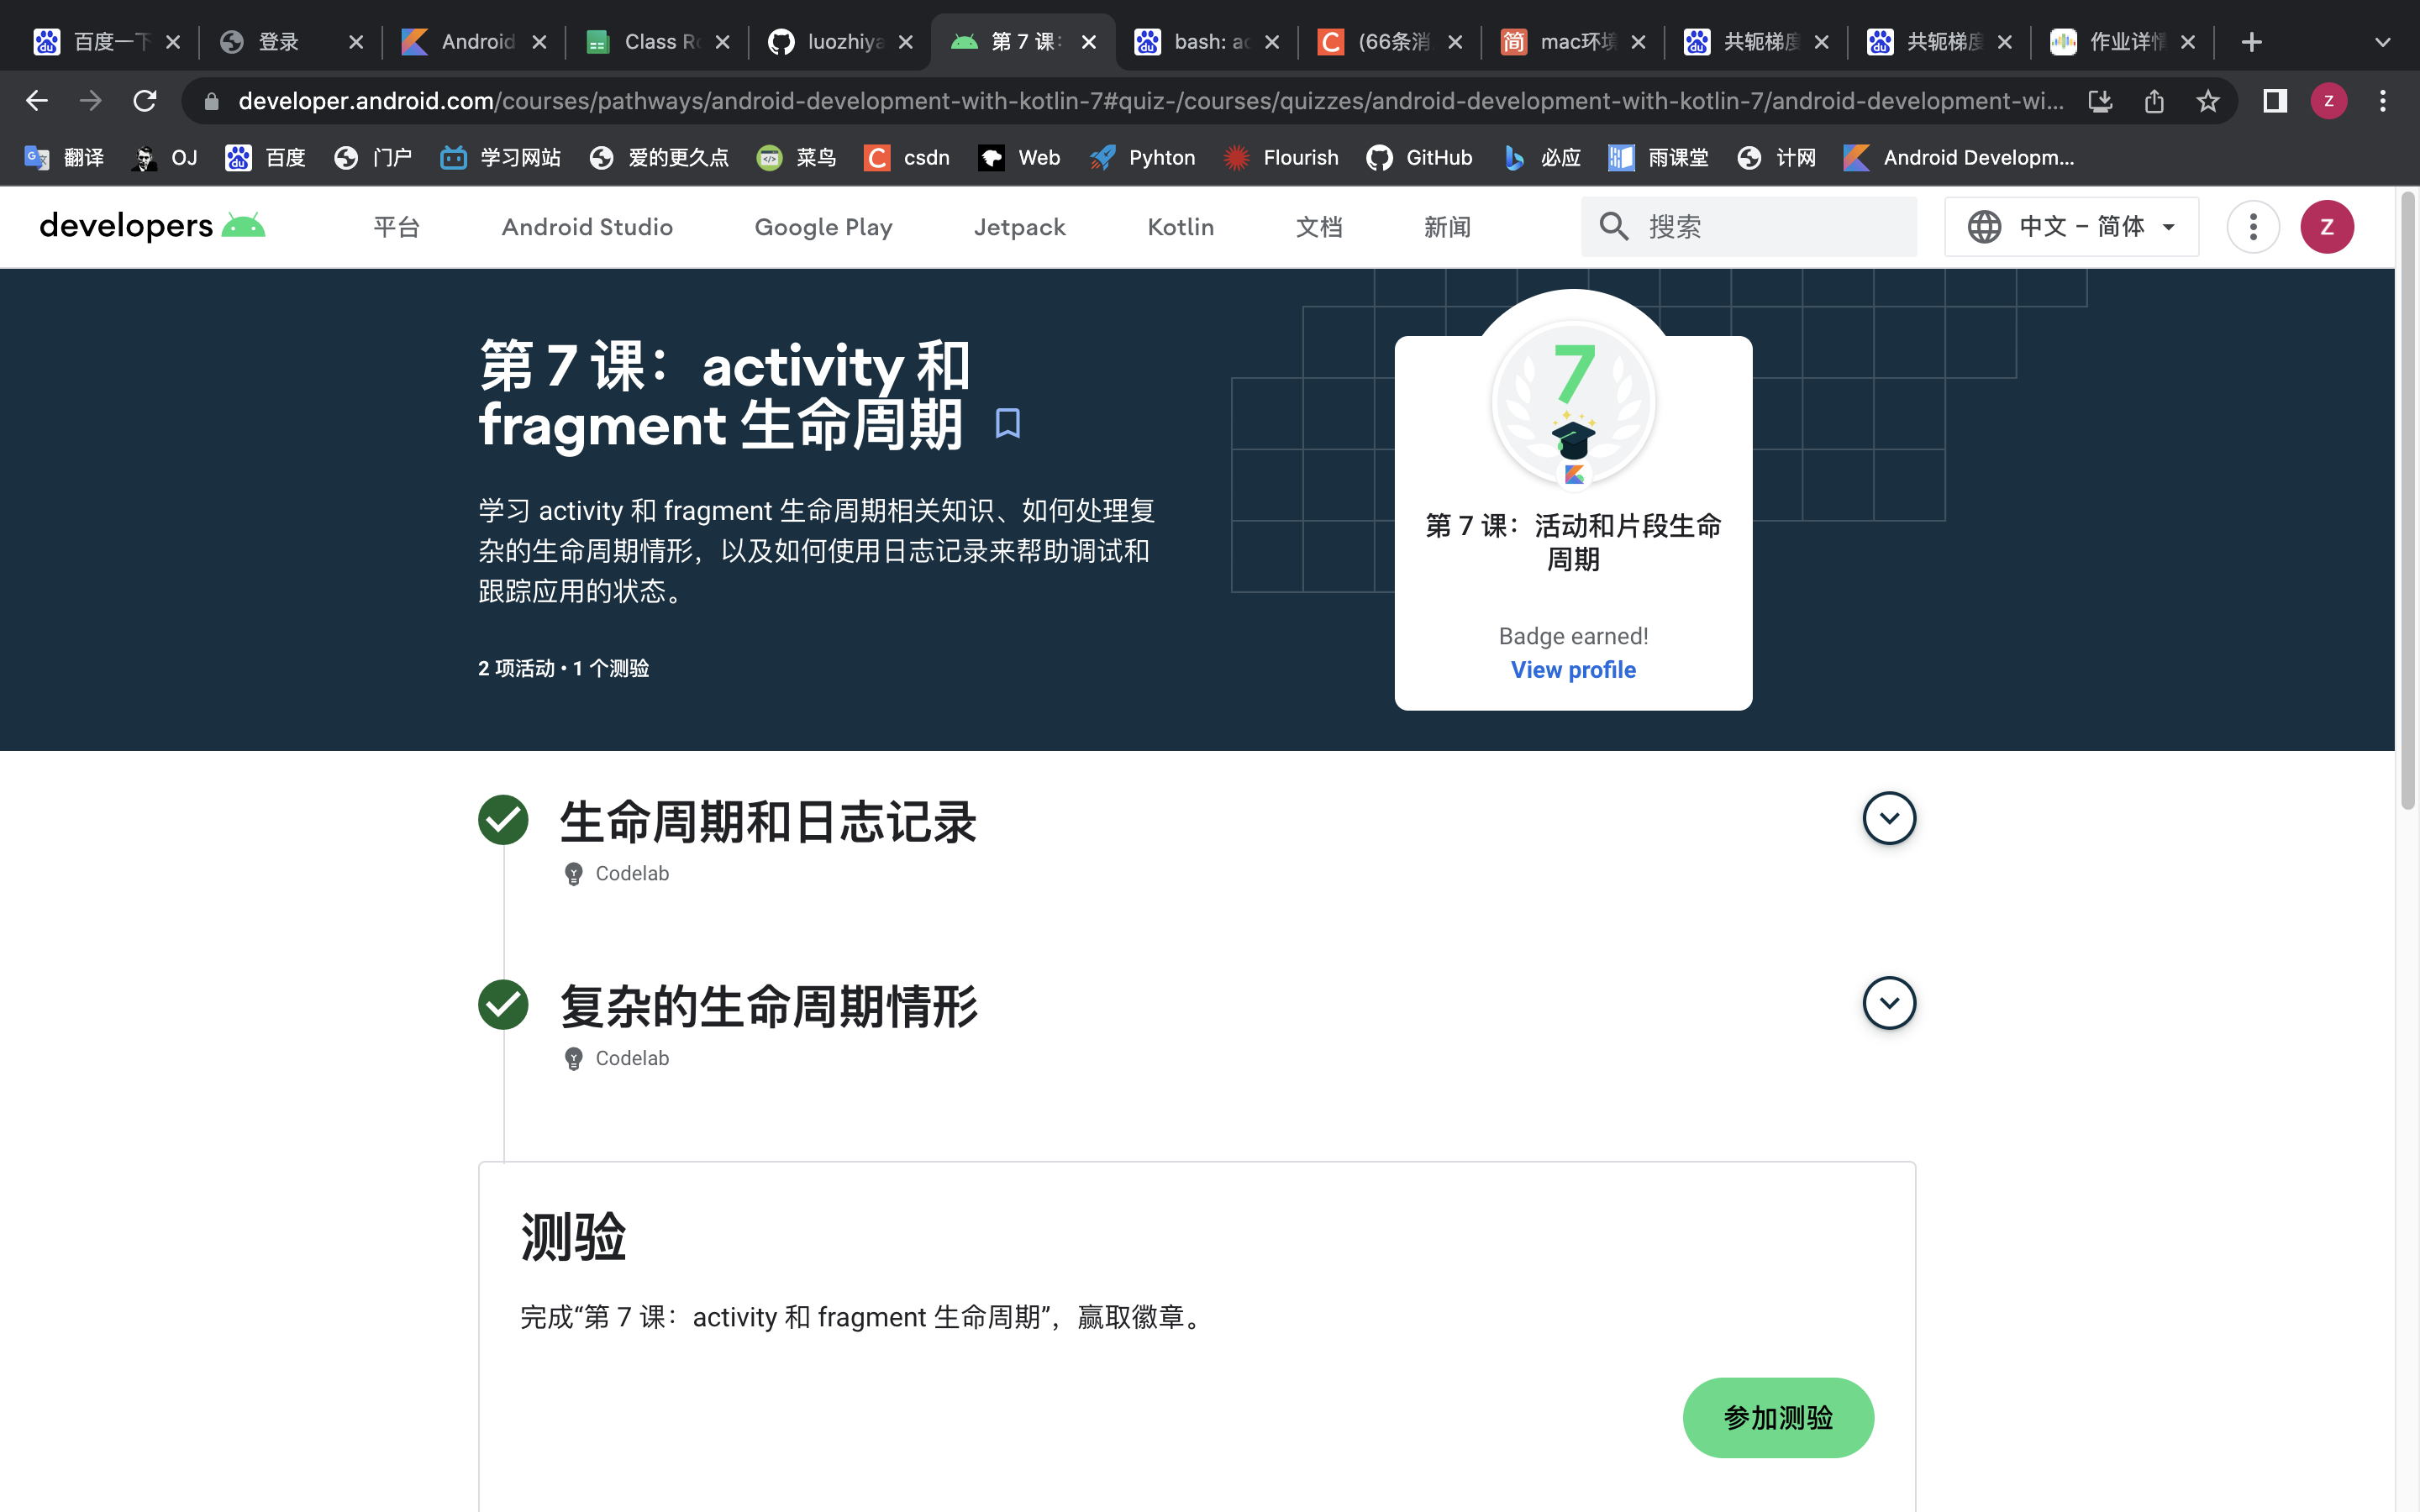 百度一下
登录
Android
Class Ro
luozhiya
第 7 课：
bash: ac
(66条消
mac环境
共轭梯度
共轭梯度
作业详情
developer.android.com/courses/pathways/android-development-with-kotlin-7#quiz-/courses/quizzes/android-development-with-kotlin-7/android-development-wi...
Z
翻译
OJ
百度
门户
学习网站
爱的更久点
菜鸟
csdn
Web
Pyhton
Flourish
GitHub
必应
雨课堂
计网
Android Developm...
developers
平台
Android Studio
Google Play
Jetpack
Kotlin
文档
新闻
搜索
中文 – 简体
Z
第 7 课：activity 和
fragment 生命周期
学习 activity 和 fragment 生命周期相关知识、如何处理复
杂的生命周期情形，以及如何使用日志记录来帮助调试和
跟踪应用的状态。
2 项活动 • 1 个测验
7
第 7 课：活动和片段生命
周期
Badge earned!
View profile
生命周期和日志记录
Codelab
复杂的生命周期情形
Codelab
测验
完成“第 7 课：activity 和 fragment 生命周期”，赢取徽章。
参加测验